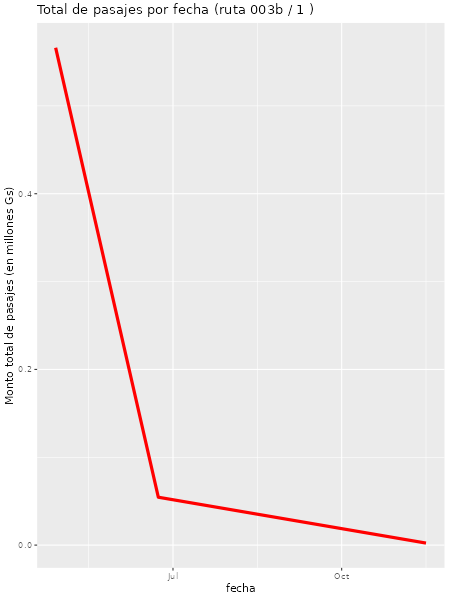 Total de pasajes por fecha (ruta 003b / 1 )
Monto total de pasajes (en millones Gs)
0.4
0.2
0.0
Jul
Oct
fecha